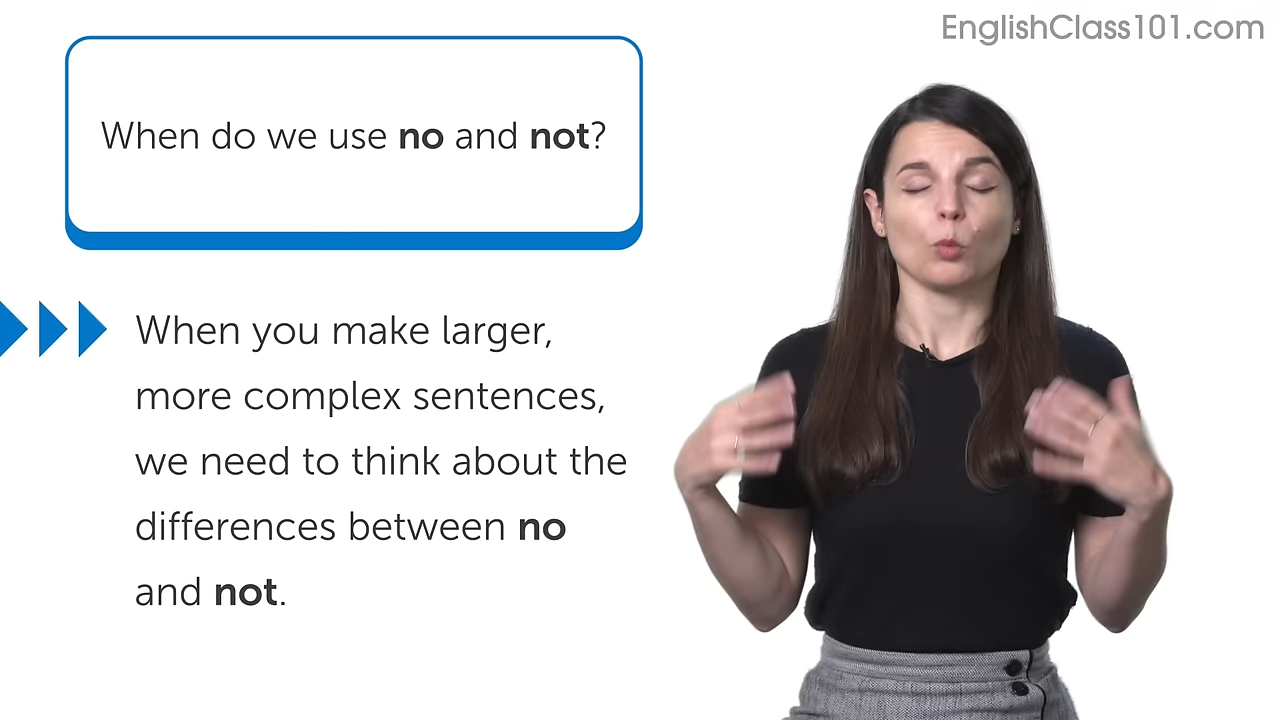 EnglishClass101.com
When do we use no and not?
When you make larger,
more complex sentences,
we need to think about the
differences between no
and not.